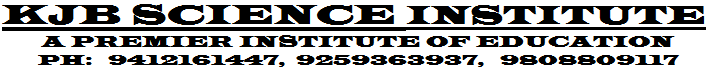 KJB SCIENCE INSTITUTE
A PREMIER INSTITUTE OF EDUCATION
PH: 9412161447, 9259363937, 9808809117